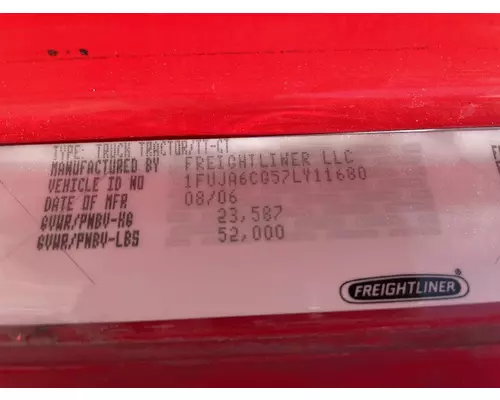 TYPE: TRUCK TRACTOR/TT-CT
MANUFACTURED BY FREIGHTLINER LLC
VEHICLE ID NO 1FUJA6CG57LY11680
DATE OF MFR 08/06
GVWR/PNBV-KG 23,587
GVWR/PNBV-LBS 52,000
FREIGHTLINER